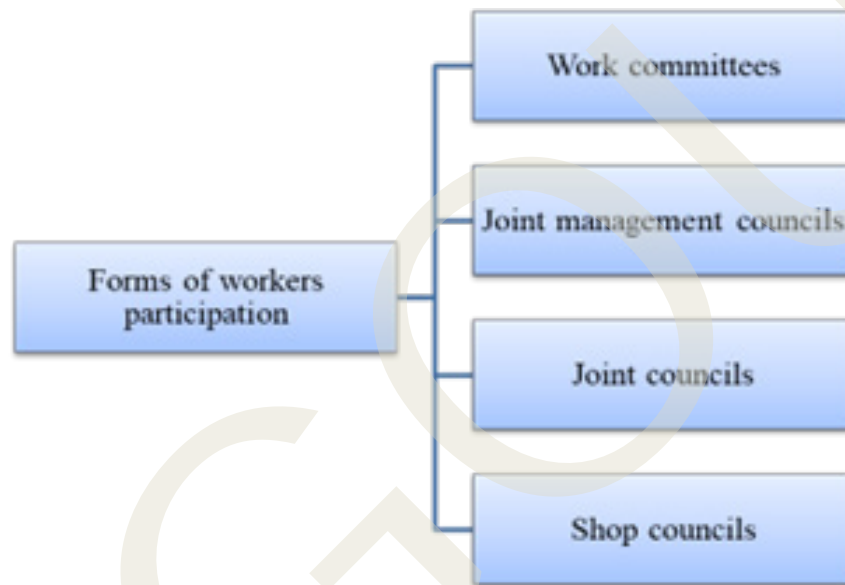 Work committees
Joint management councils
Forms of workers
participation
Joint councils
Shop councils